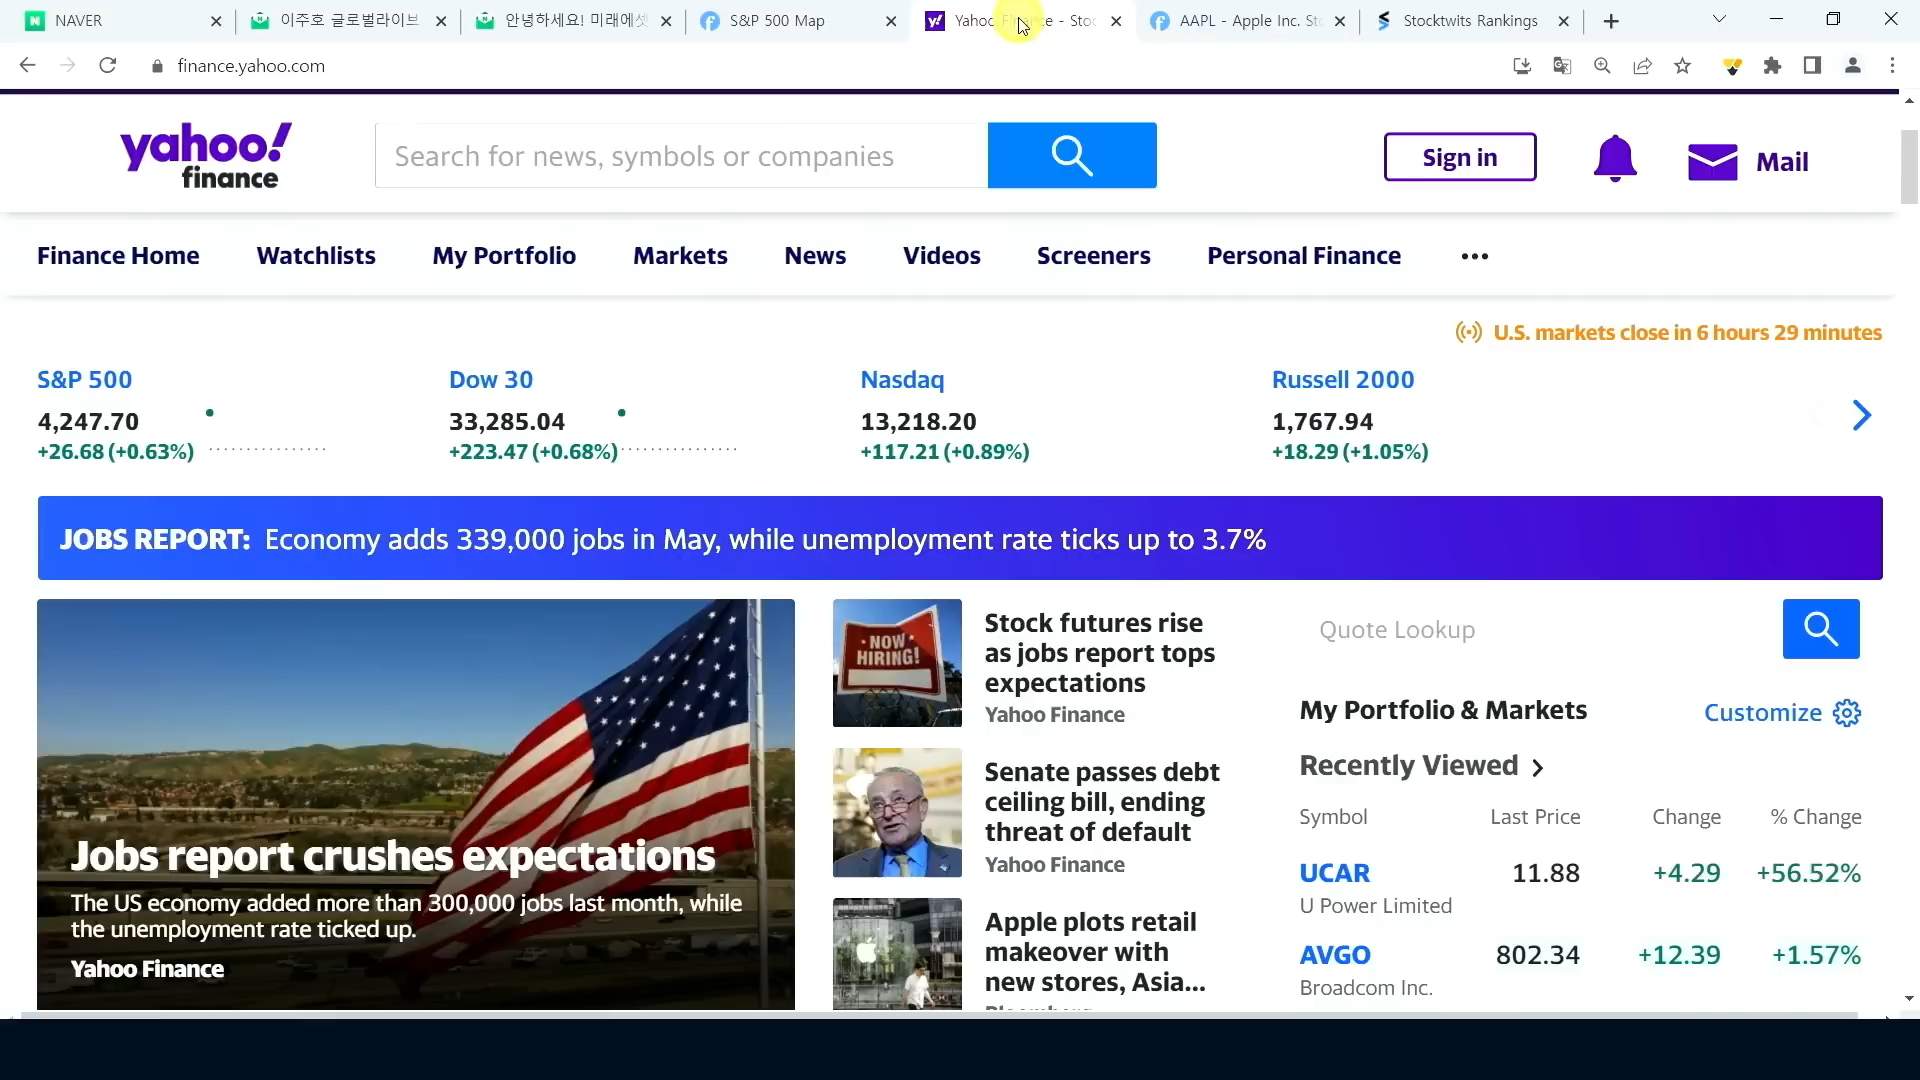 NAVER
이주호 글로벌라이브
안녕하세요! 미래에셋
S&P 500 Map
Yahoo
- Stoc
AAPL - Apple Inc. Sto
Stocktwits Rankings
finance.yahoo.com
yahoo!
finance
Search for news, symbols or companies
Sign in
Mail
Finance Home
Watchlists
My Portfolio
Markets
News
Videos
Screeners
Personal Finance
U.S. markets close in 6 hours 29 minutes
S&P 500
4,247.70
+26.68 (+0.63%)
Dow 30
33,285.04
+223.47 (+0.68%)
Nasdaq
13,218.20
+117.21 (+0.89%)
Russell 2000
1,767.94
+18.29 (+1.05%)
JOBS REPORT: Economy adds 339,000 jobs in May, while unemployment rate ticks up to 3.7%
Jobs report crushes expectations
The US economy added more than 300,000 jobs last month, while
the unemployment rate ticked up.
Yahoo Finance
NOW
HIRING!
Stock futures rise
as jobs report tops
expectations
Yahoo Finance
Senate passes debt
ceiling bill, ending
threat of default
Yahoo Finance
Apple plots retail
makeover with
new stores, Asia...
Quote Lookup
My Portfolio & Markets
Customize
Recently Viewed
Symbol Last Price Change % Change
UCAR 11.88 +4.29 +56.52%
U Power Limited
AVGO 802.34 +12.39 +1.57%
Broadcom Inc.